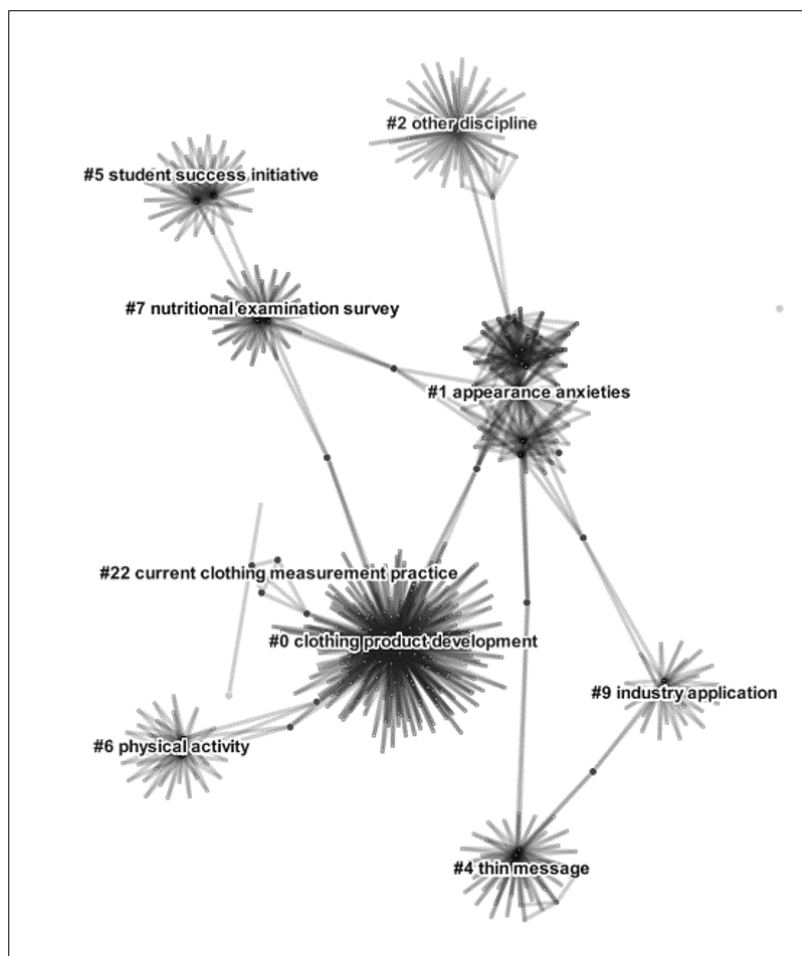 #2 other discipline
#5 student success initiative
#7 nutritional examination survey
#1 appearance anxieties
#22 current clothing measurement practice
#0 clothing product development
#9 industry application
#6 physical activity
#4 thin message